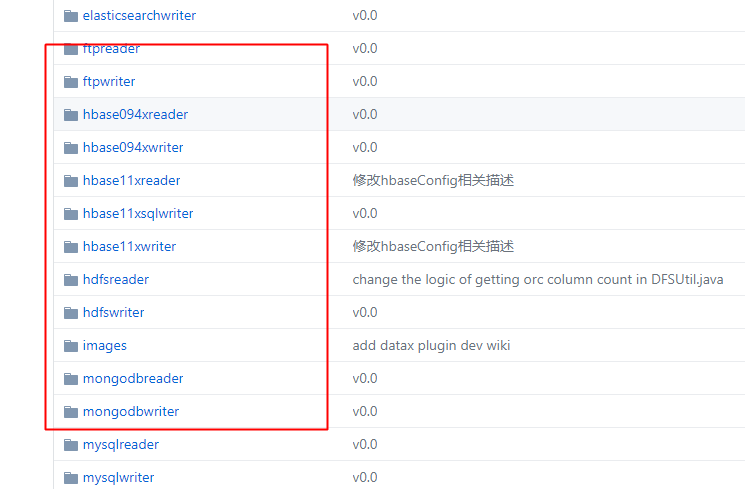 elasticsearchwriter v0.0
ftpreader v0.0
ftpwriter v0.0
hbase094xreader v0.0
hbase094xwriter v0.0
hbase11xreader 修改hbaseConfig相关描述
hbase11xsqlwriter v0.0
hbase11xwriter 修改hbaseConfig相关描述
hdfsreader change the logic of getting orc column count in DFSUtil.java
hdfswriter v0.0
images add datax plugin dev wiki
mongodbreader v0.0
mongodbwriter v0.0
mysqlreader v0.0
mysqlwriter v0.0